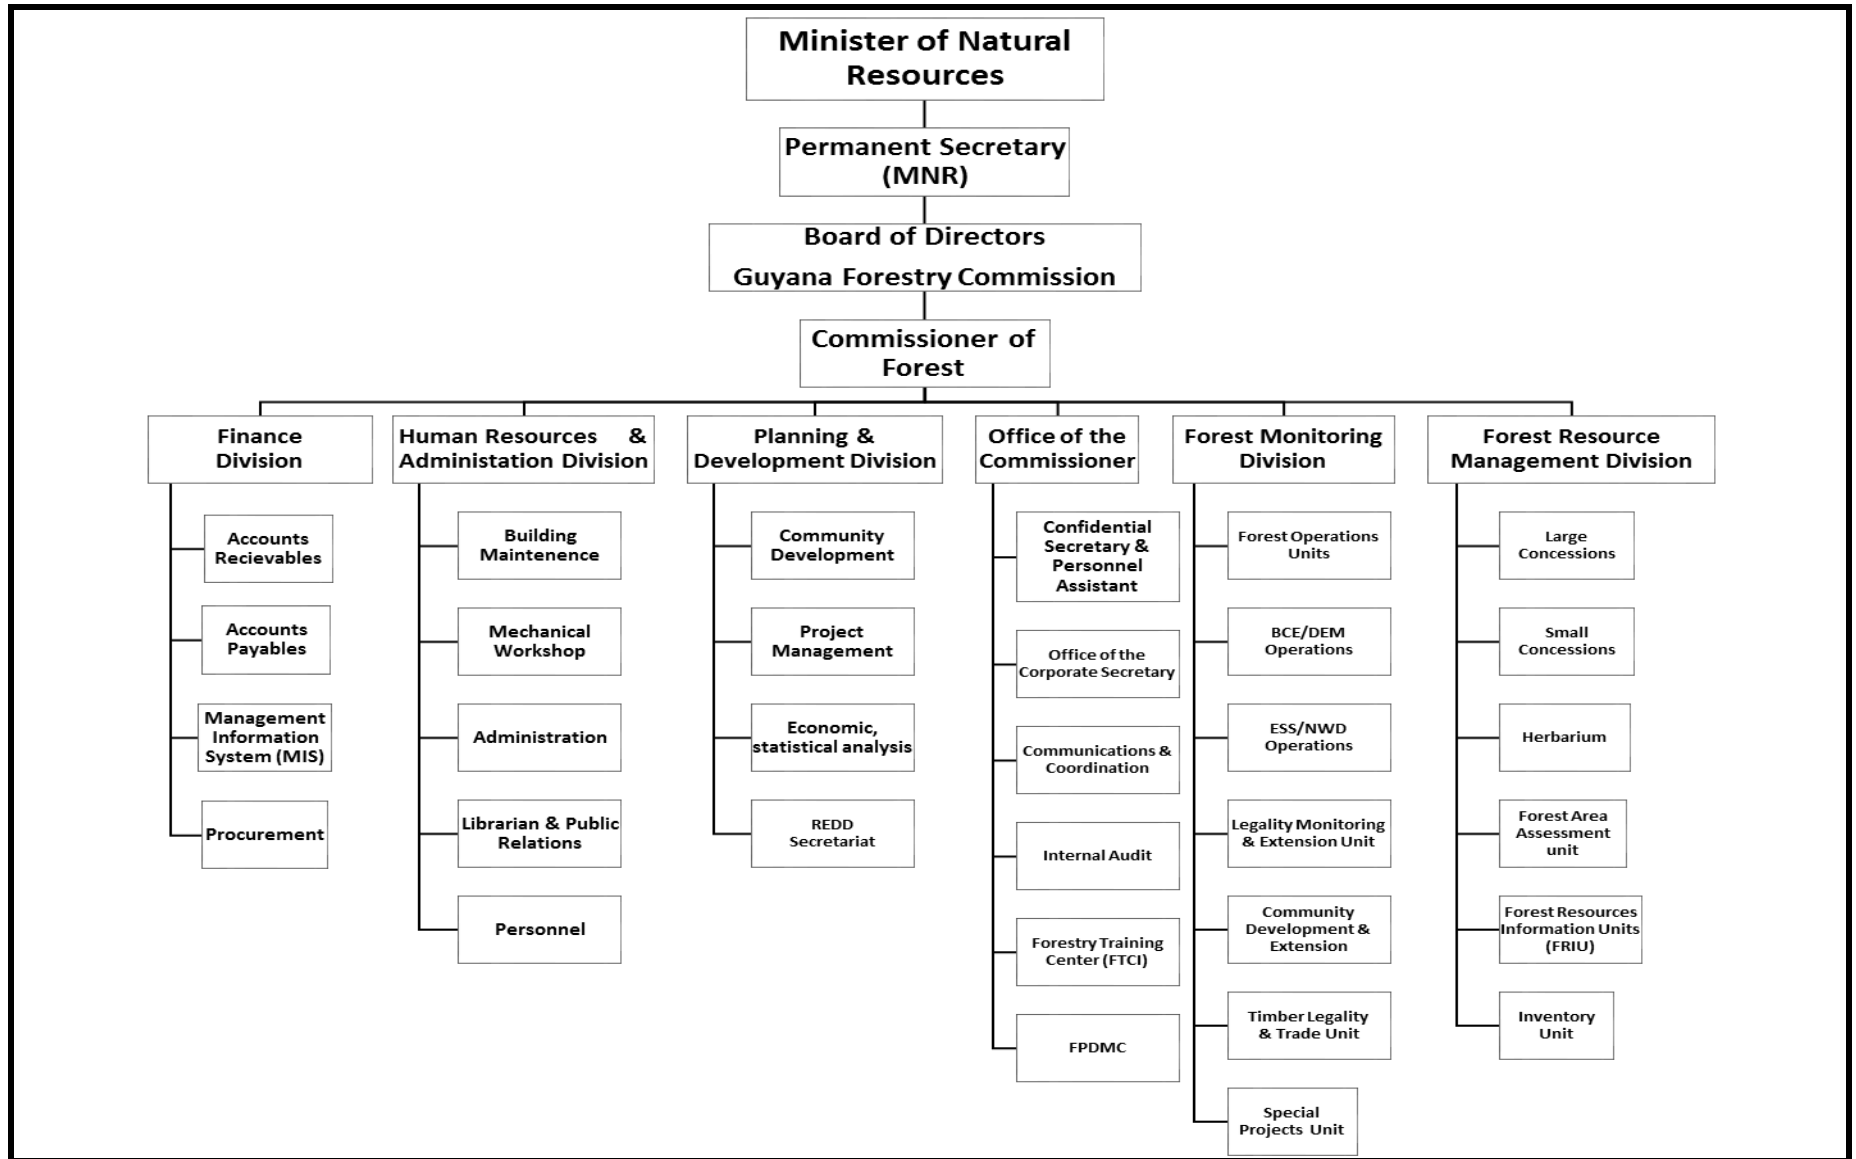 Minister of Natural
Resources
Permanent Secretary
(MNR)
Board of Directors
Guyana Forestry Commission
Commissioner of
Forest
Finance
Division
Accounts
Recievables
Accounts
Payables
Management
Information
System (MIS)
Procurement
Human Resources &
Administation Division
Building
Maintenence
Mechanical
Workshop
Administration
Librarian & Public
Relations
Personnel
Planning &
Development Division
Community
Development
Project
Management
Economic,
statistical analysis
REDD
Secretariat
Office of the
Commissioner
Confidential
Secretary &
Personnel
Assistant
Office of the
Corporate Secretary
Communications &
Coordination
Internal Audit
Forestry Training
Center (FTCI)
FPDMC
Forest Monitoring
Division
Forest Operations
Units
BCE/DEM
Operations
ESS/NWD
Operations
Legality Monitoring
& Extension Unit
Community
Development &
Extension
Timber Legality
& Trade Unit
Special
Projects Unit
Forest Resource
Management Division
Large
Concessions
Small
Concessions
Herbarium
Forest Area
Assessment
unit
Forest Resources
Information Units
(FRIU)
Inventory
Unit